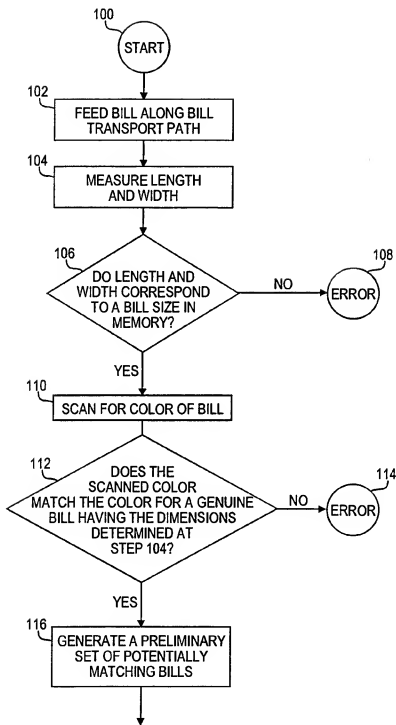 100
START
102
FEED BILL ALONG BILL
TRANSPORT PATH
104
MEASURE LENGTH
AND WIDTH
106
DO LENGTH AND
WIDTH CORRESPOND
TO A BILL SIZE IN
MEMORY?
NO
108
ERROR
YES
110
SCAN FOR COLOR OF BILL
112
DOES THE
SCANNED COLOR
MATCH THE COLOR FOR A GENUINE
BILL HAVING THE DIMENSIONS
DETERMINED AT
STEP 104?
NO
114
ERROR
YES
116
GENERATE A PRELIMINARY
SET OF POTENTIALLY
MATCHING BILLS